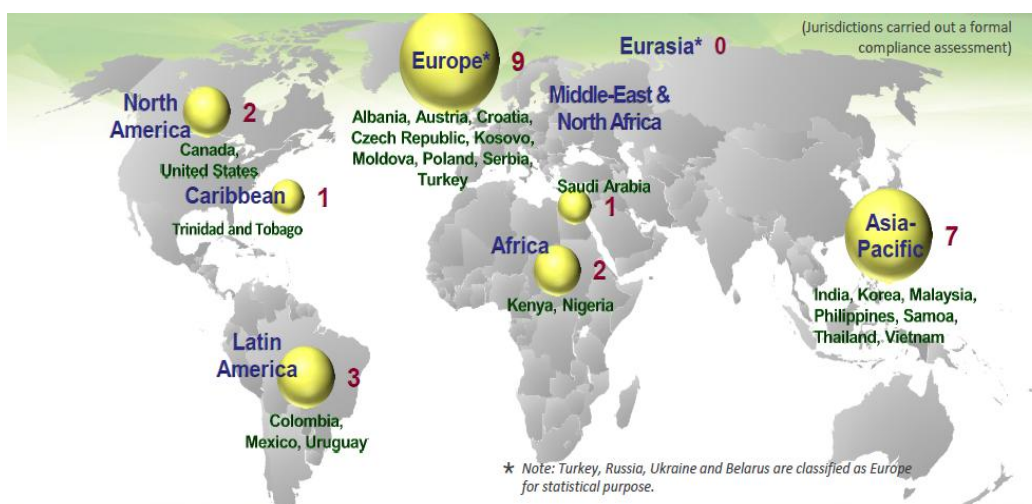 (Jurisdictions carried out a formal
compliance assessment)
Europe* 9
Eurasia* 0
North
America 2
Canada,
United States
Albania, Austria, Croatia,
Czech Republic, Kosovo,
Moldova, Poland, Serbia,
Turkey
Middle-East &
North Africa
Saudi Arabia
1
Caribbean 1
Trinidad and Tobago
Africa 2
Kenya, Nigeria
Asia-
Pacific 7
India, Korea, Malaysia,
Philippines, Samoa,
Thailand, Vietnam
Latin
America 3
Colombia,
Mexico, Uruguay
* Note: Turkey, Russia, Ukraine and Belarus are classified as Europe
for statistical purpose.